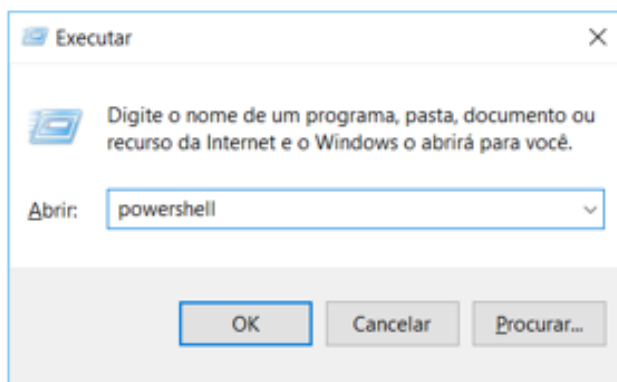 Executar
Digite o nome de um programa, pasta, documento ou
recurso da Internet e o Windows o abrirá para você.
Abrir: powershell
OK Cancelar Procurar...